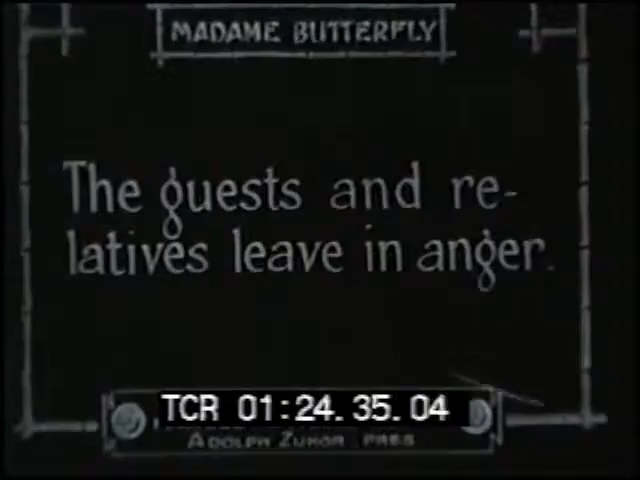 MADAME BUTTERFLY
The guests and re-
latives leave in anger.
TCR 01:24.35.04
ADOLPH ZUKOR PRES